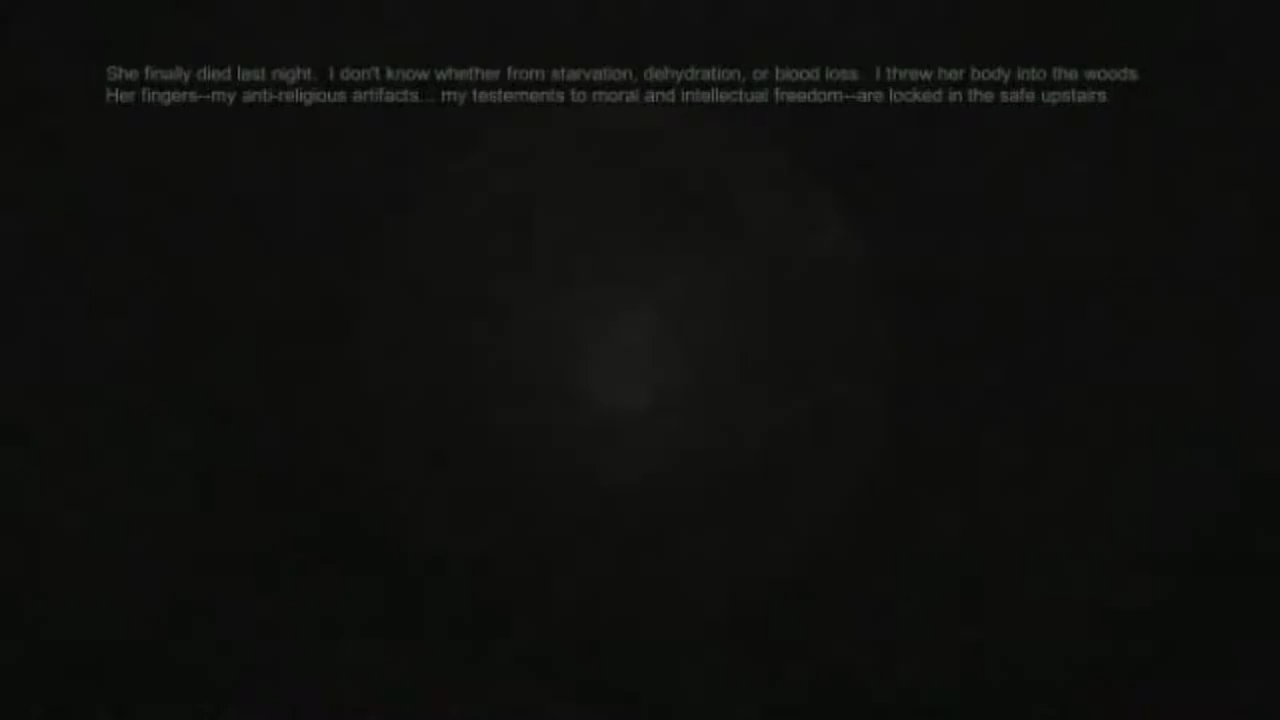 She finally died last night.  I don't know whether from starvation, dehydration, or blood loss.  I threw her body into the woods.
Her fingers--my anti-religious artifacts... my testements to moral and intellectual freedom--are locked in the safe upstairs.